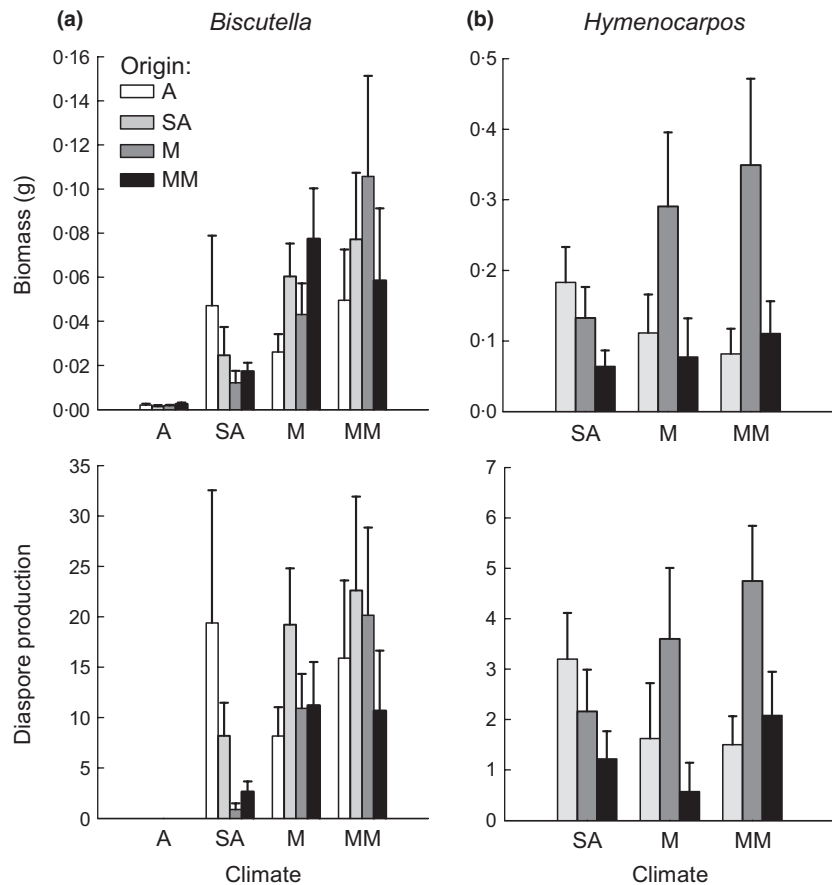 (a)
Biscutella
Origin:
A
SA
M
MM
0·16
0·14
0·12
0·10
0·08
0·06
0·04
0·02
0·00
Biomass (g)
A SA M MM
(b)
Hymenocarpos
0·5
0·4
0·3
0·2
0·1
0·0
SA M MM
35
30
25
20
15
10
5
0
Diaspore production
A SA M MM
Climate
7
6
5
4
3
2
1
0
SA M MM
Climate